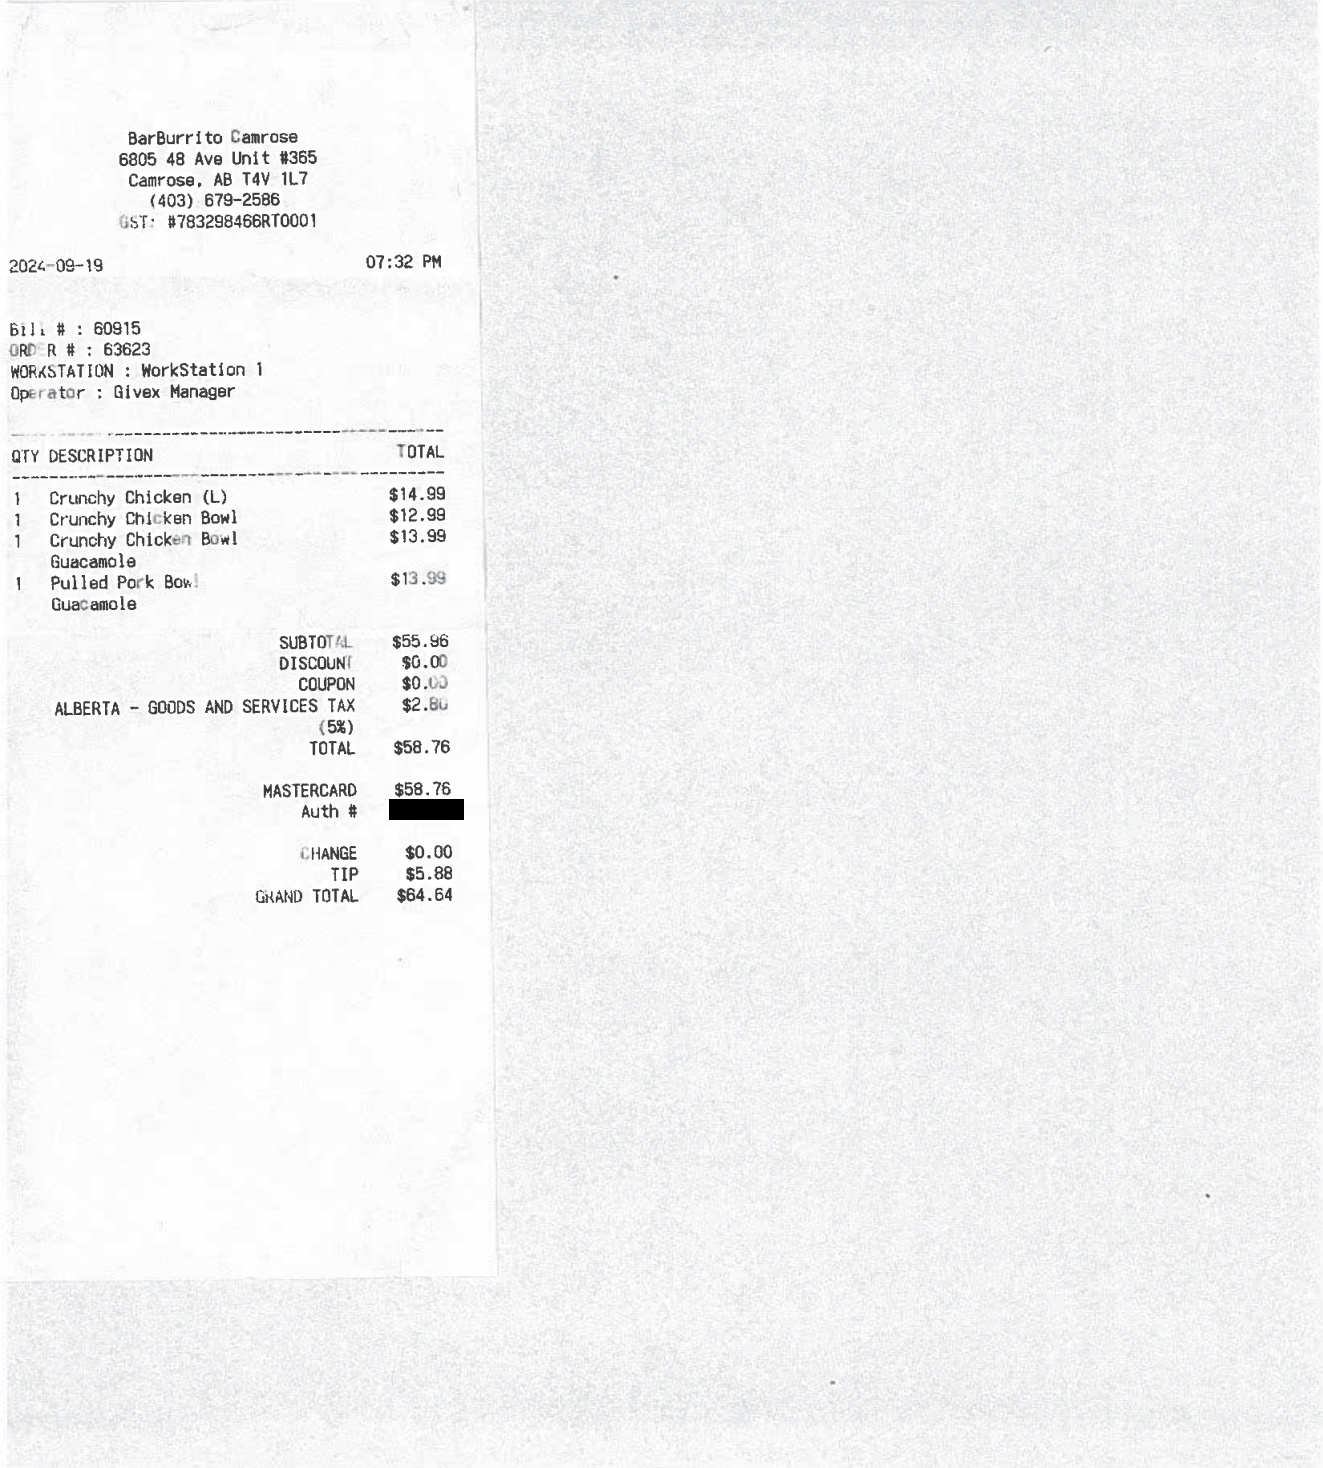 BarBurrito Camrose
6805 48 Ave Unit #365
Camrose, AB T4V 1L7
(403) 679-2586
GST: #783298466RT0001
2024-09-19 07:32 PM
Bill # : 60915
ORDER # : 63623
WORKSTATION : WorkStation 1
Operator : Givex Manager
QTY DESCRIPTION TOTAL
1 Crunchy Chicken (L) $14.99
1 Crunchy Chicken Bowl $12.99
1 Crunchy Chicken Bowl $13.99
Guacamole
1 Pulled Pork Bowl $13.99
Guacamole
SUBTOTAL $55.96
DISCOUNT $0.00
COUPON $0.00
ALBERTA - GOODS AND SERVICES TAX $2.80
(5%)
TOTAL $58.76
MASTERCARD $58.76
Auth #
CHANGE $0.00
TIP $5.88
GRAND TOTAL $64.64